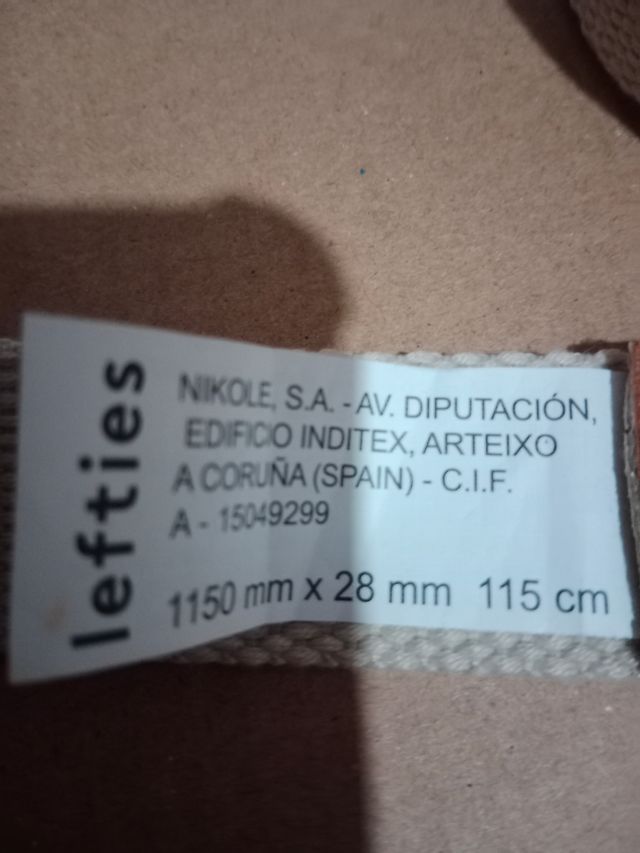 lefties
NIKOLE, S.A. - AV. DIPUTACIÓN,
EDIFICIO INDITEX, ARTEIXO
A CORUÑA (SPAIN) - C.I.F.
A - 15049299
1150 mm x 28 mm 115 cm